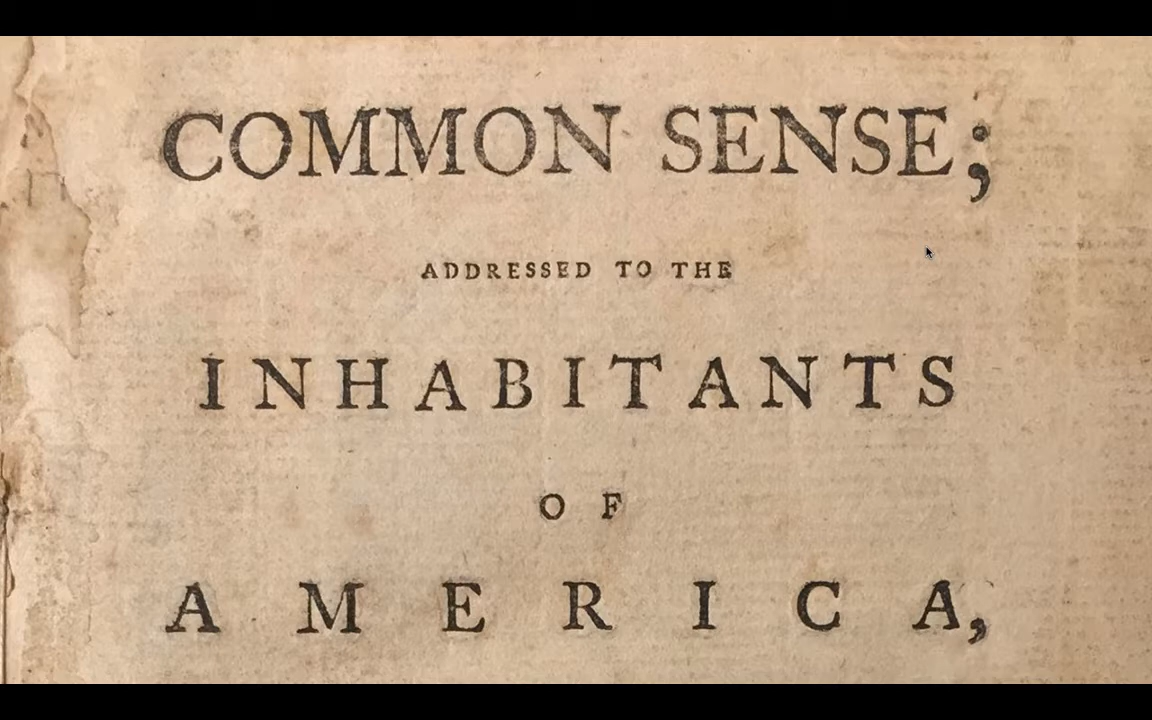 COMMON SENSE;
ADDRESSED TO THE
INHABITANTS
OF
AMERICA,